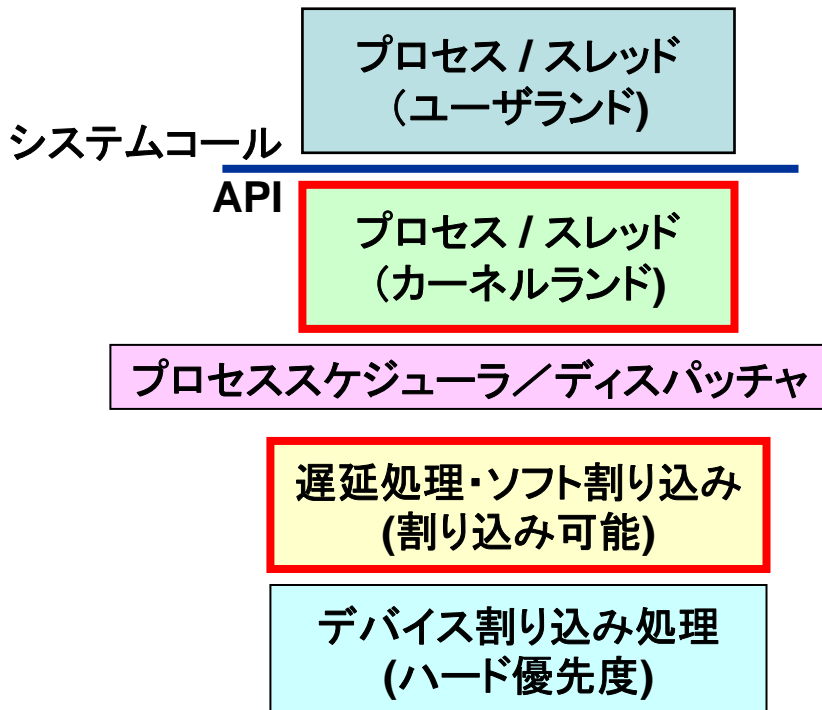 プロセス / スレッド
（ユーザランド)
システムコール
API
プロセス / スレッド
（カーネルランド)
プロセススケジューラ／ディスパッチャ
遅延処理・ソフト割り込み
(割り込み可能)
デバイス割り込み処理
(ハード優先度)